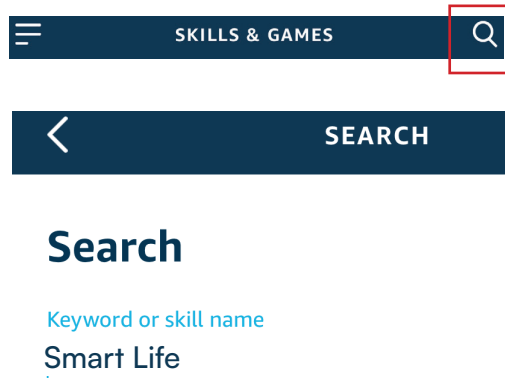 SKILLS & GAMES
SEARCH
Search
Keyword or skill name
Smart Life